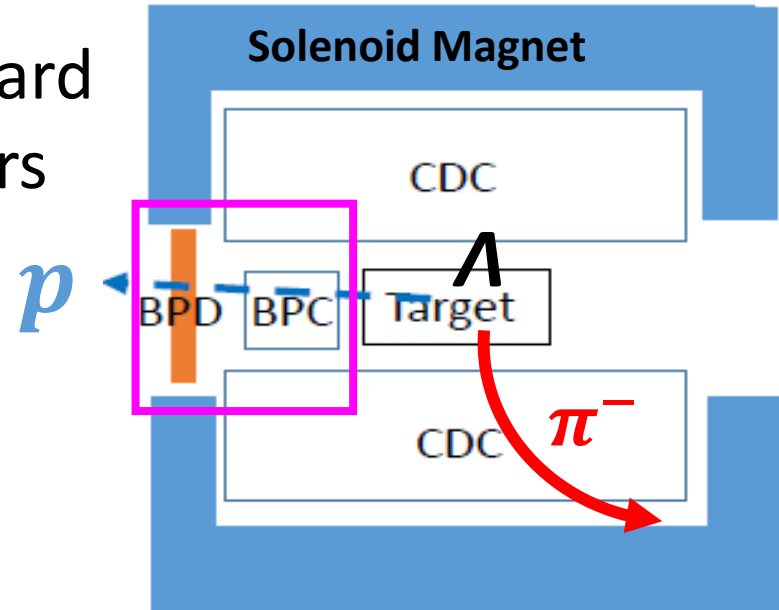 Solenoid Magnet
ard
rs
CDC
Λ
p
BPD
BPC
Target
π⁻
CDC